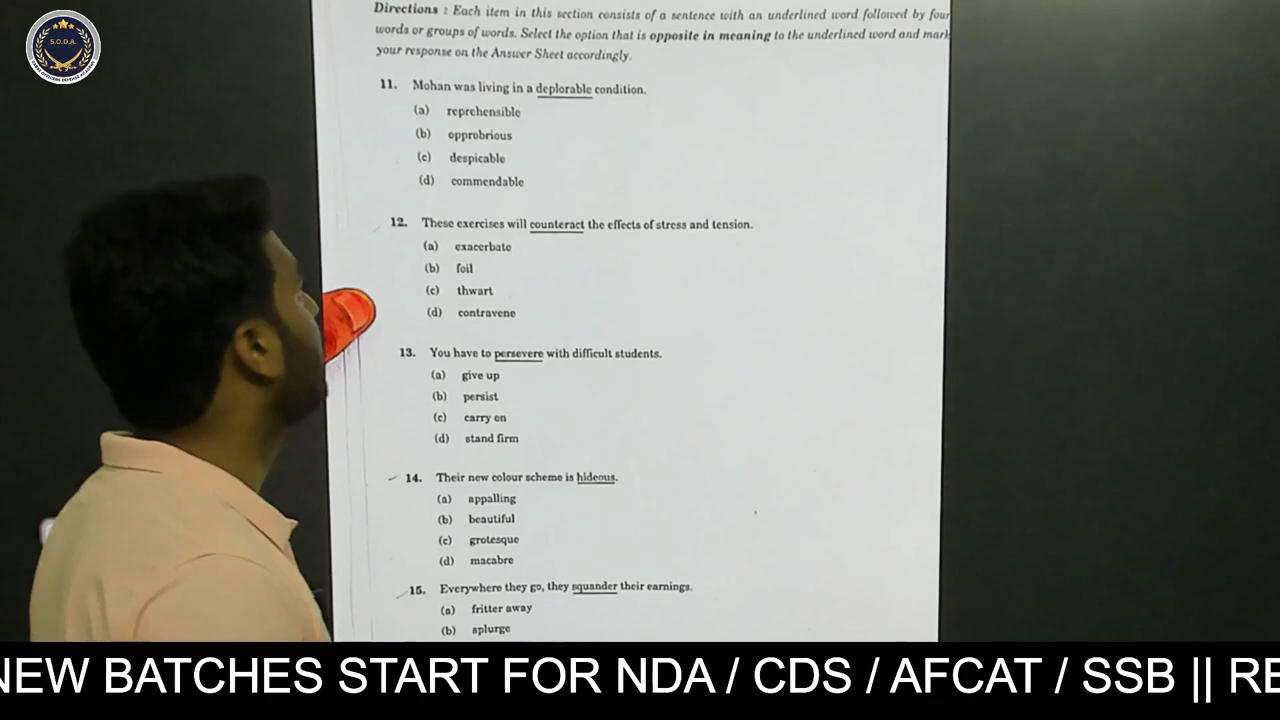 S.O.D.A.
Directions : Each item in this section consists of a sentence with an underlined word followed by four
words or groups of words. Select the option that is opposite in meaning to the underlined word and mark
your response on the Answer Sheet accordingly.
11. Mohan was living in a deplorable condition.
(a) reprehensible
(b) opprobrious
(c) despicable
(d) commendable
12. These exercises will counteract the effects of stress and tension.
(a) exacerbate
(b) foil
(c) thwart
(d) contravene
13. You have to persevere with difficult students.
(a) give up
(b) persist
(c) carry on
(d) stand firm
14. Their new colour scheme is hideous.
(a) appalling
(b) beautiful
(c) grotesque
(d) macabre
15. Everywhere they go, they squander their earnings.
(a) fritter away
(b) splurge
NEW BATCHES START FOR NDA / CDS / AFCAT / SSB || RE